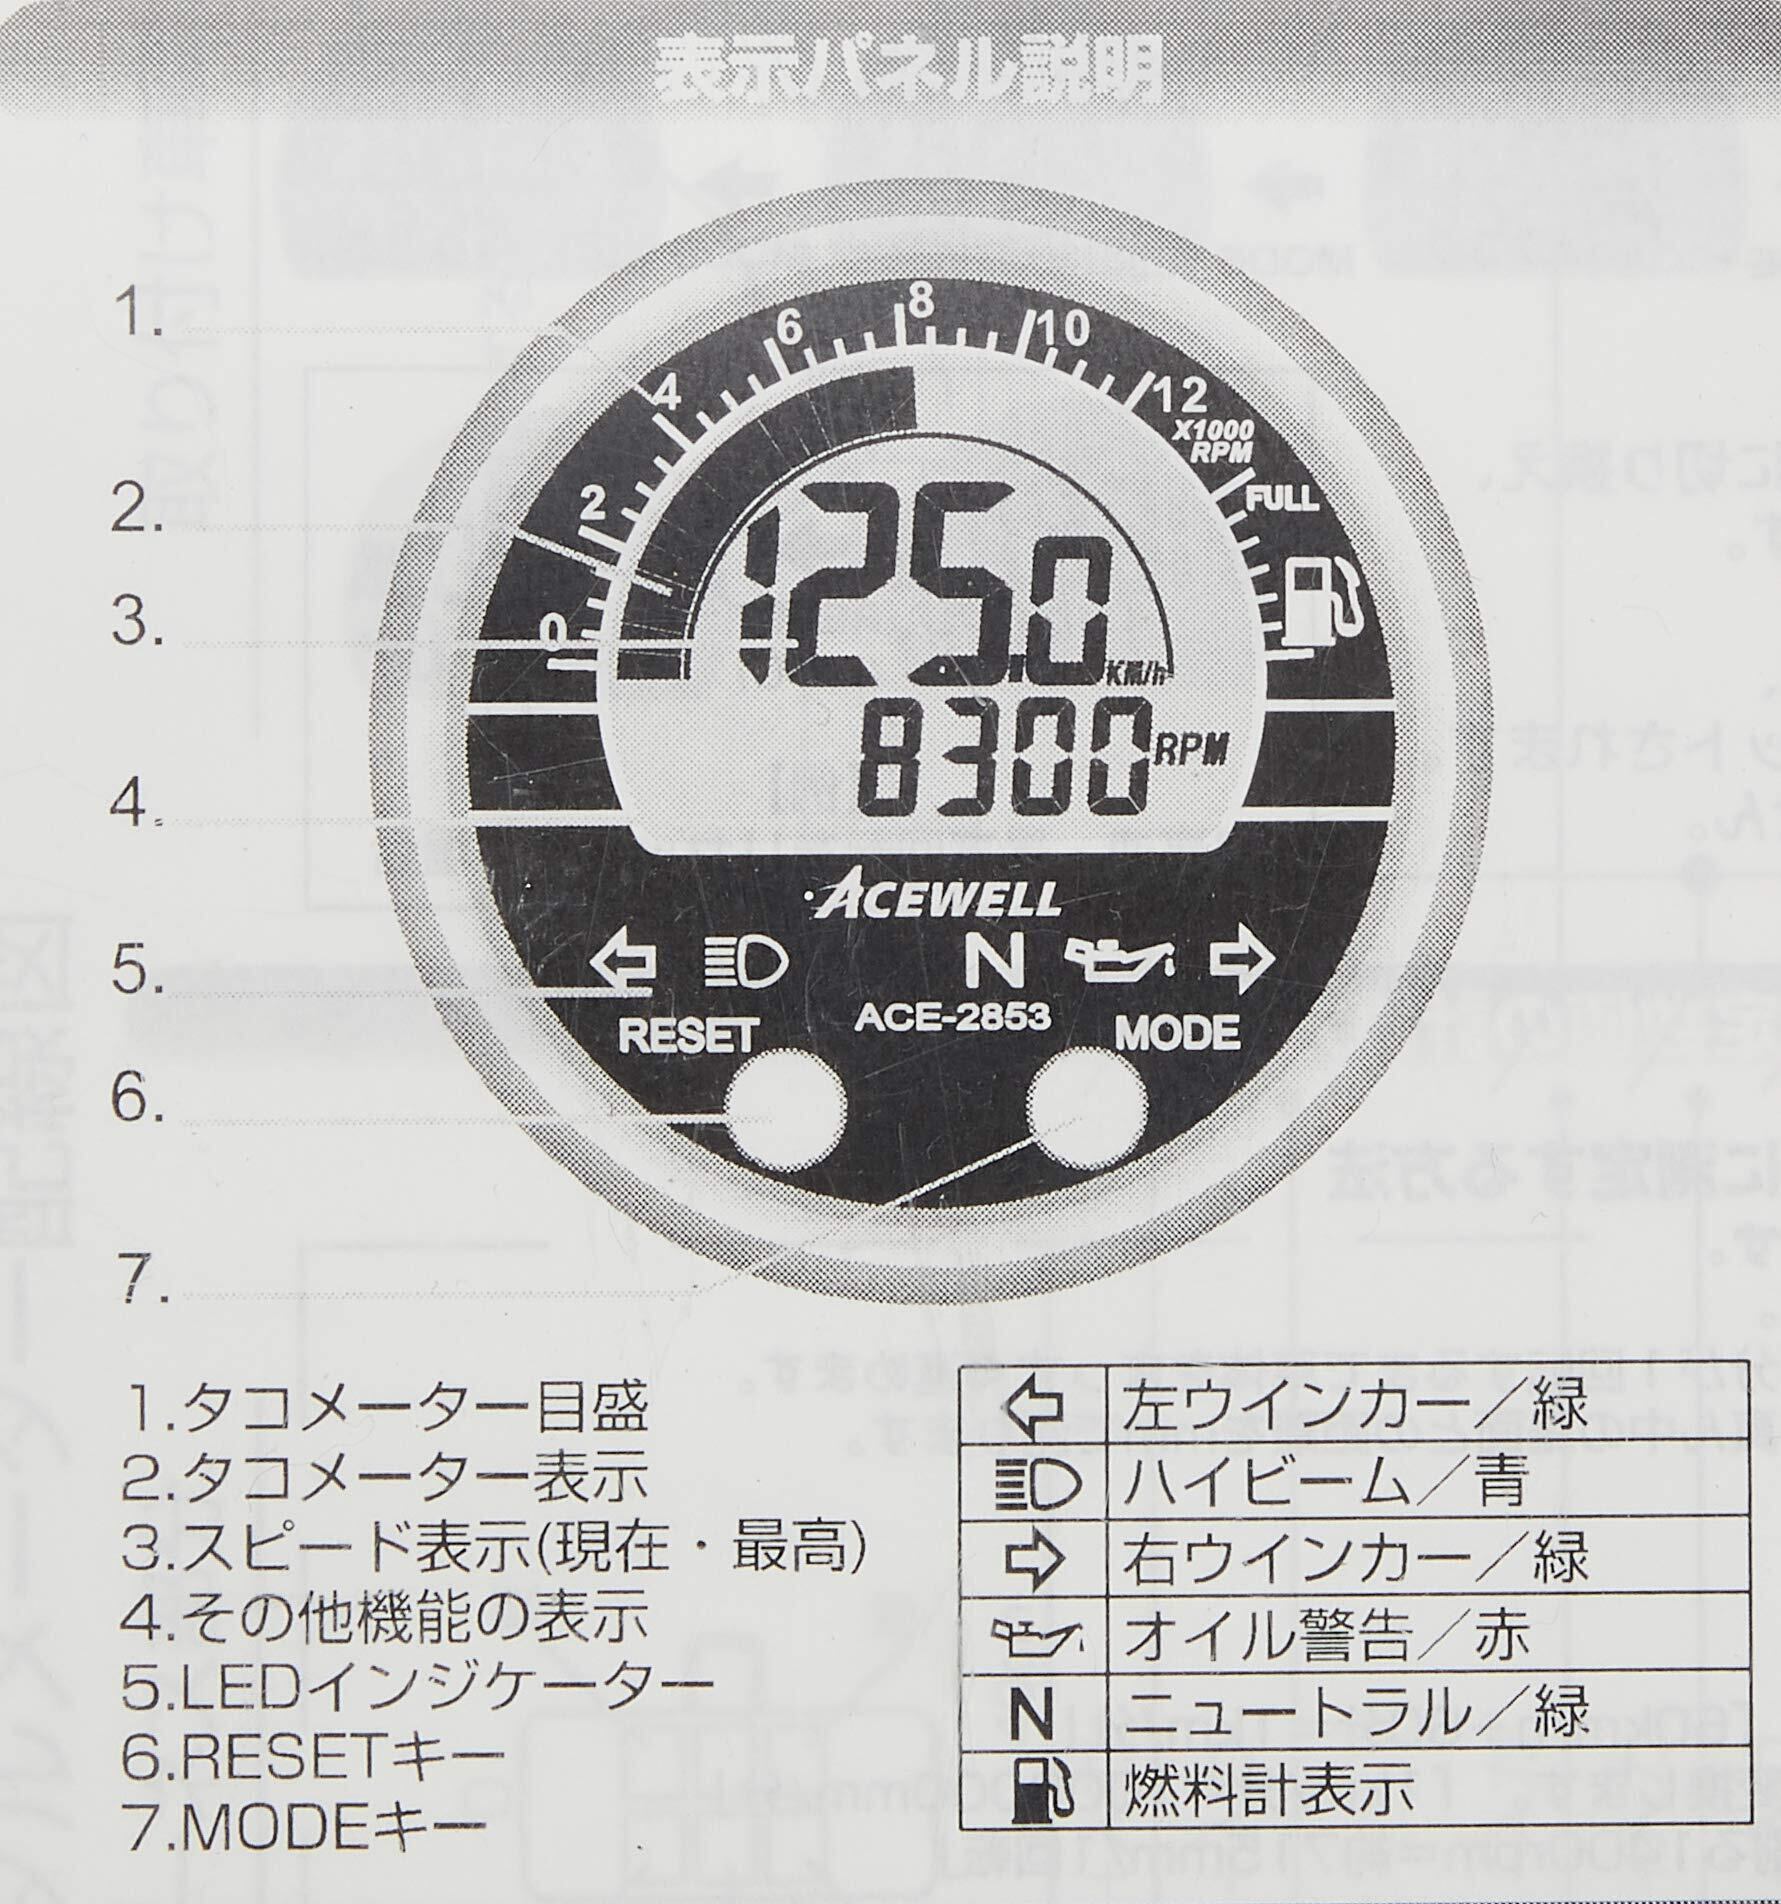 表示パネル説明
1.
2.
3.
4.
5.
6.
7.
0
2
4
6
8
10
12
X1000
RPM
FULL
125.0 KM/h
8300 RPM
ACEWELL
N
ACE-2853
RESET
MODE
1.タコメーター目盛
2.タコメーター表示
3.スピード表示(現在・最高)
4.その他機能の表示
5.LEDインジケーター
6.RESETキー
7.MODEキー
左ウインカー／緑
ハイビーム／青
右ウインカー／緑
オイル警告／赤
N ニュートラル／緑
燃料計表示